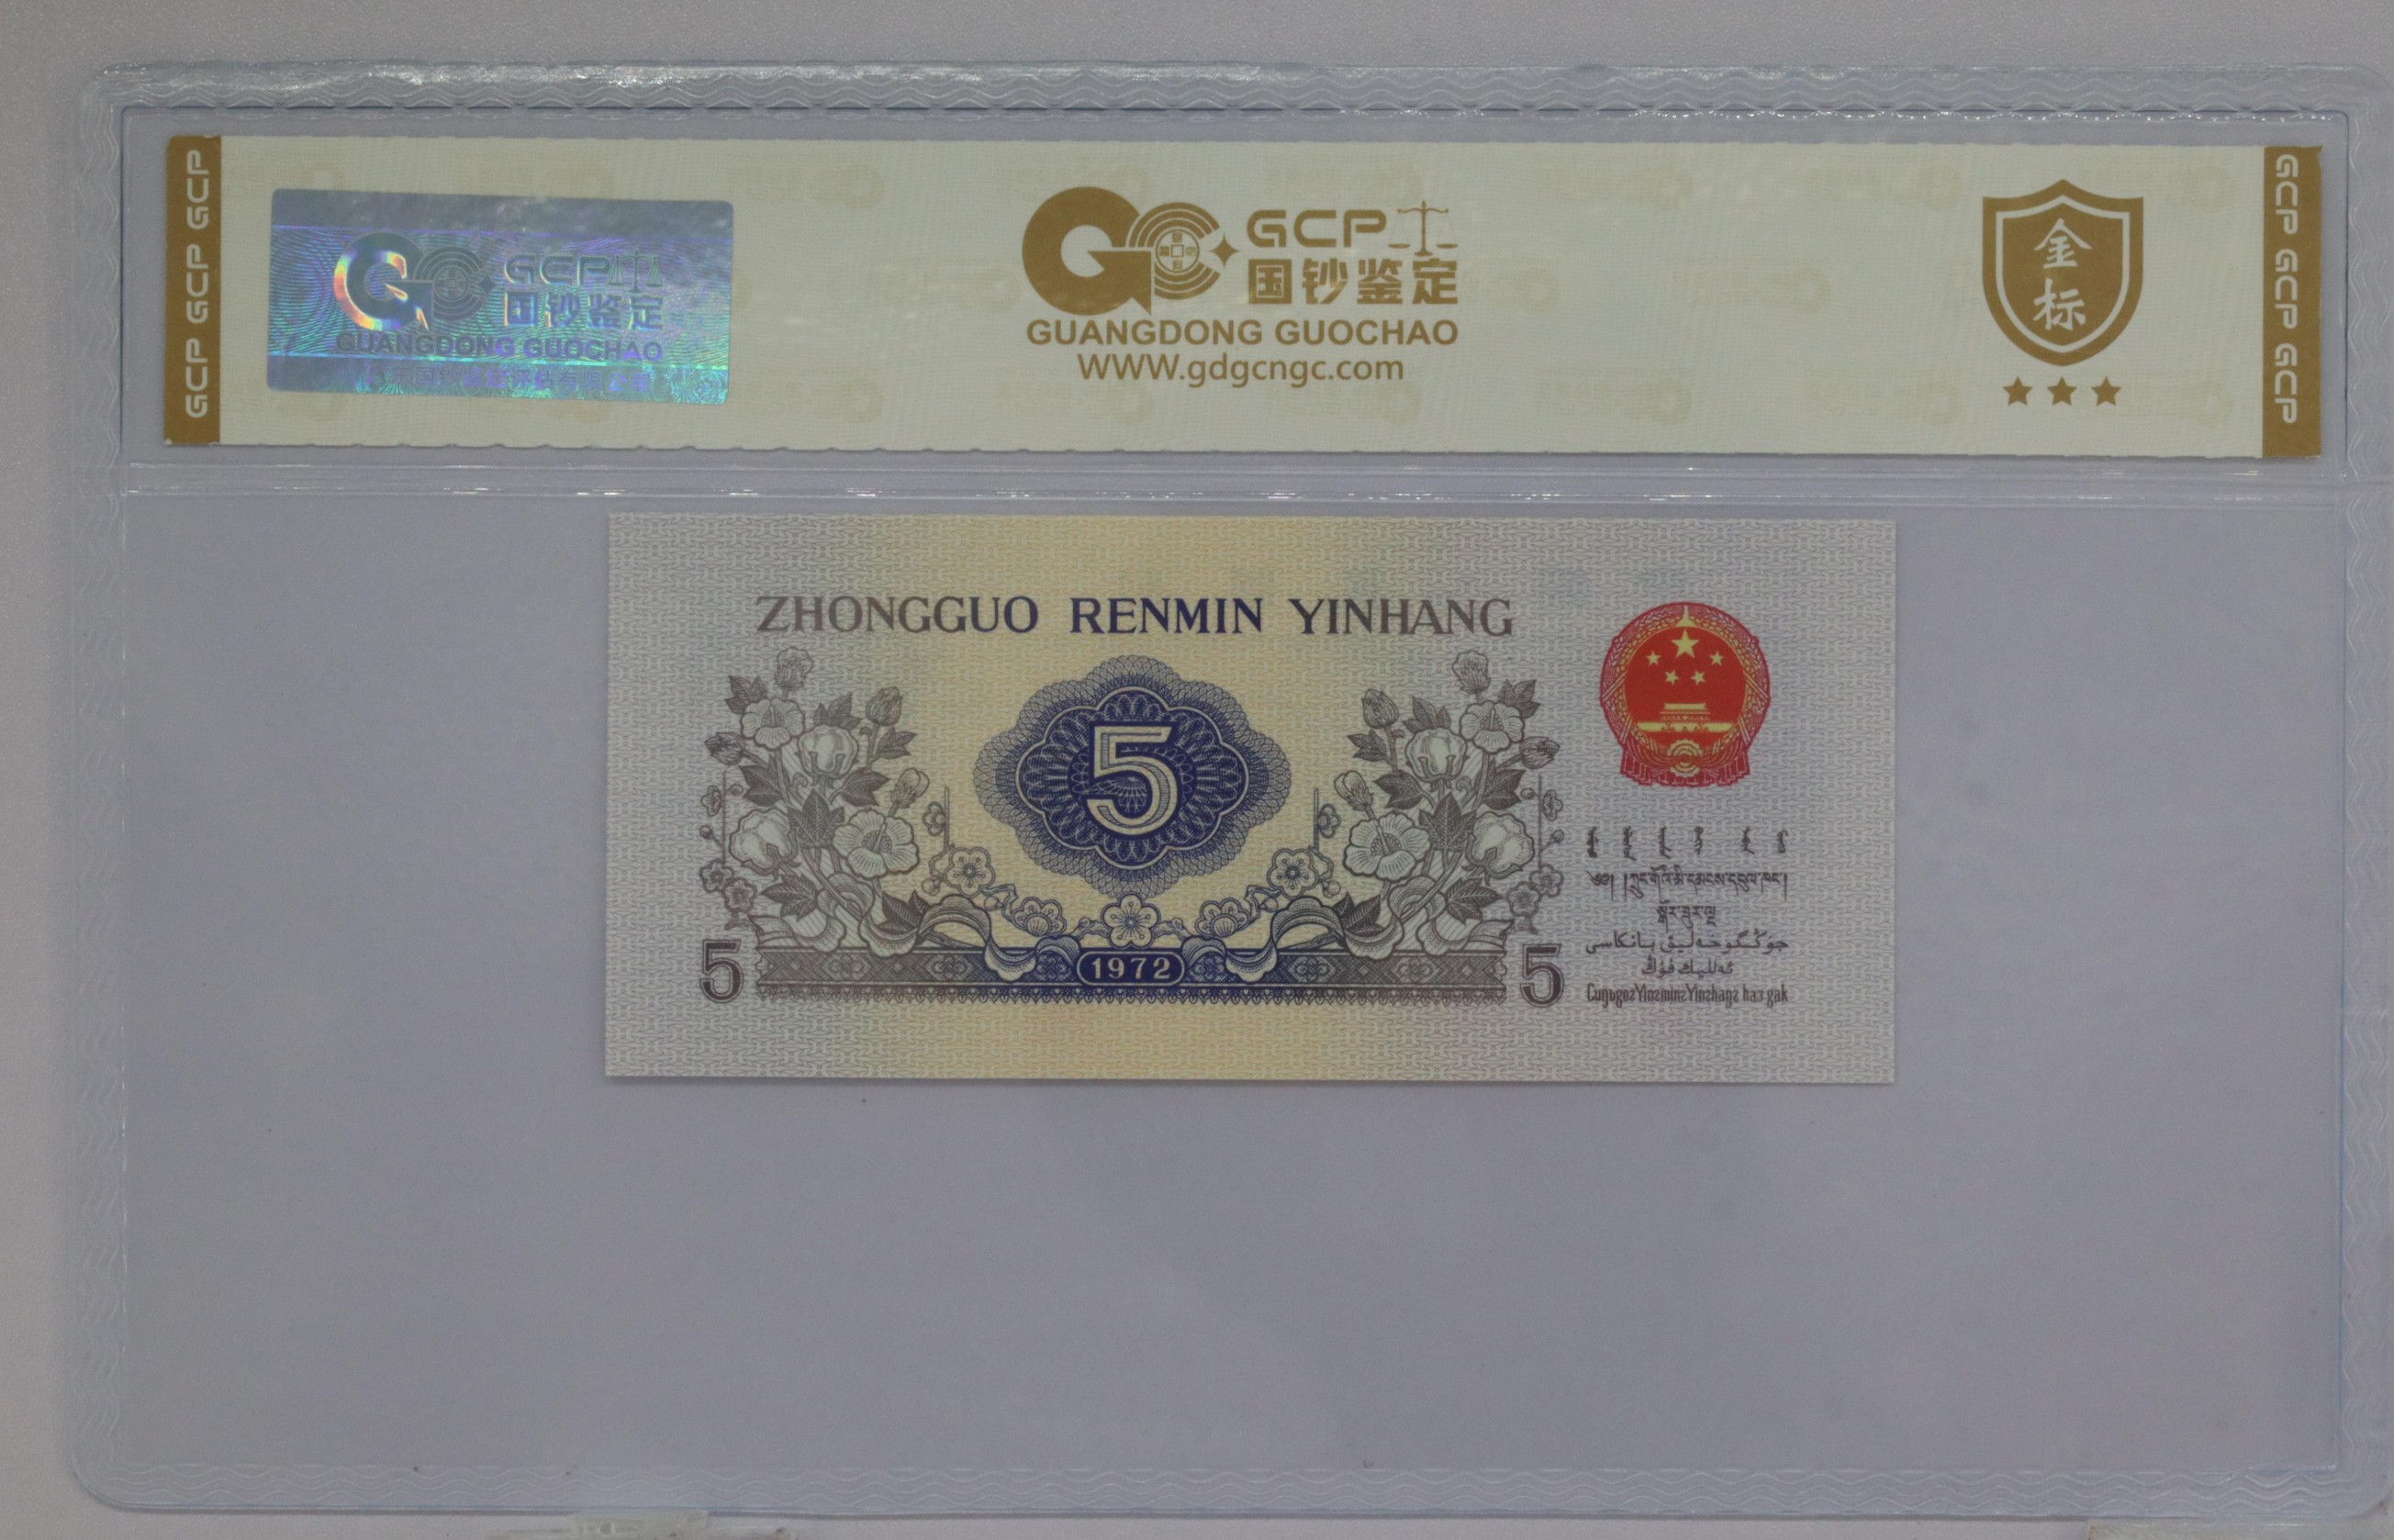 GCP GCP GCP
GCP
国钞鉴定
GUANGDONG GUOCHAO
GCP
国钞鉴定
GUANGDONG GUOCHAO
WWW.gdgcngc.com
金
标
GCP GCP GCP
ZHONGGUO RENMIN YINHANG
5
1972
5
5